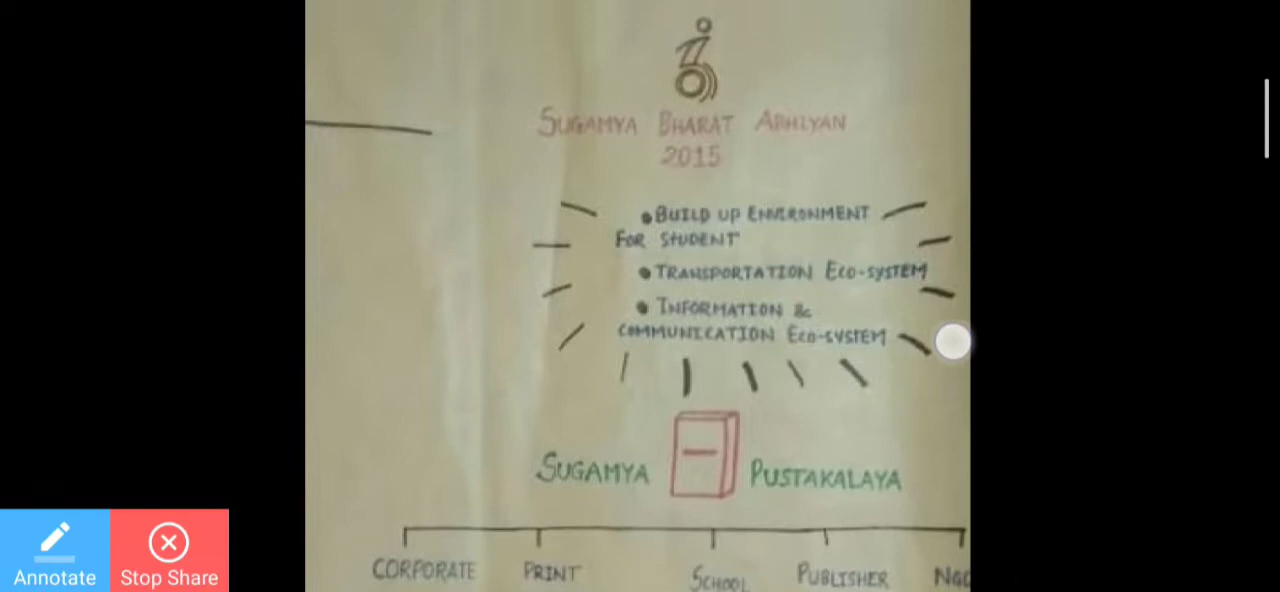 SUGAMYA BHARAT ABHIYAN
2015
• BUILD UP ENVIRONMENT
FOR STUDENT
• TRANSPORTATION ECO-SYSTEM
• INFORMATION &
COMMUNICATION ECO-SYSTEM
SUGAMYA PUSTAKALAYA
CORPORATE PRINT SCHOOL PUBLISHER
Annotate Stop Share